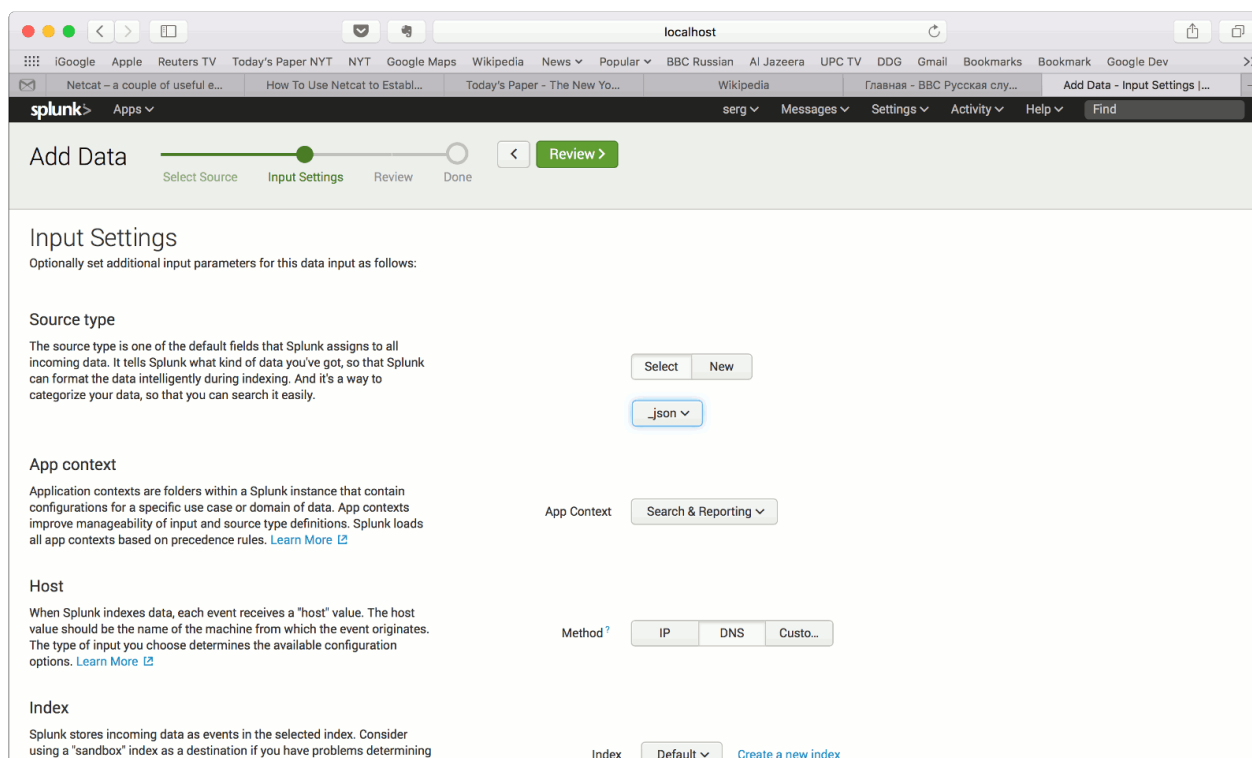 localhost
iGoogle Apple Reuters TV Today's Paper NYT NYT Google Maps Wikipedia News Popular BBC Russian Al Jazeera UPC TV DDG Gmail Bookmarks Bookmark Google Dev
Netcat – a couple of useful e... How To Use Netcat to Establ... Today's Paper - The New Yo... Wikipedia Главная - BBC Русская слу... Add Data - Input Settings |...
splunk> Apps serg Messages Settings Activity Help Find
Add Data < Review >
Select Source Input Settings Review Done
Input Settings
Optionally set additional input parameters for this data input as follows:
Source type
The source type is one of the default fields that Splunk assigns to all
incoming data. It tells Splunk what kind of data you've got, so that Splunk
can format the data intelligently during indexing. And it's a way to
categorize your data, so that you can search it easily.
Select New
_json
App context
Application contexts are folders within a Splunk instance that contain
configurations for a specific use case or domain of data. App contexts
improve manageability of input and source type definitions. Splunk loads
all app contexts based on precedence rules. Learn More
App Context Search & Reporting
Host
When Splunk indexes data, each event receives a "host" value. The host
value should be the name of the machine from which the event originates.
The type of input you choose determines the available configuration
options. Learn More
Method ? IP DNS Custo...
Index
Splunk stores incoming data as events in the selected index. Consider
using a "sandbox" index as a destination if you have problems determining
Index Default Create a new index